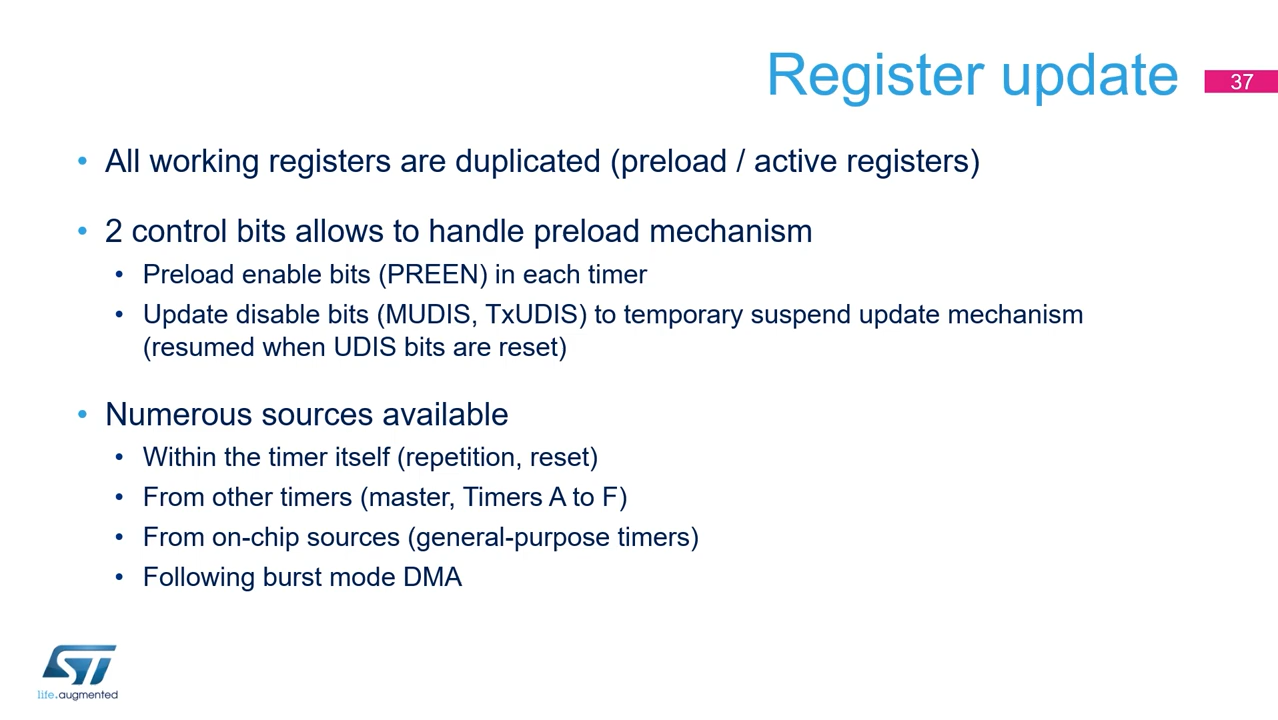 Register update
37
• All working registers are duplicated (preload / active registers)
• 2 control bits allows to handle preload mechanism
• Preload enable bits (PREEN) in each timer
• Update disable bits (MUDIS, TxUDIS) to temporary suspend update mechanism
(resumed when UDIS bits are reset)
• Numerous sources available
• Within the timer itself (repetition, reset)
• From other timers (master, Timers A to F)
• From on-chip sources (general-purpose timers)
• Following burst mode DMA
ST
life.augmented